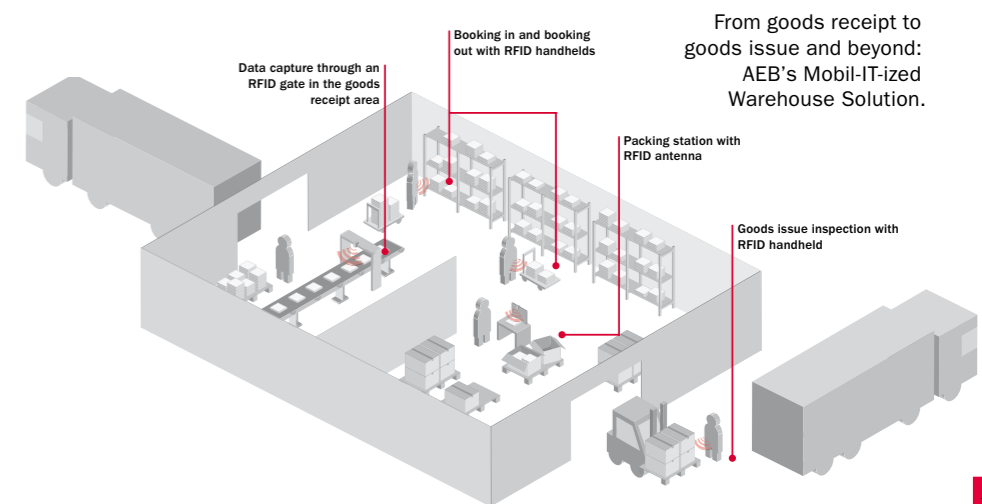 From goods receipt to
goods issue and beyond:
AEB's Mobil-IT-ized
Warehouse Solution.
Booking in and booking
out with RFID handhelds
Data capture through an
RFID gate in the goods
receipt area
Packing station with
RFID antenna
Goods issue inspection with
RFID handheld